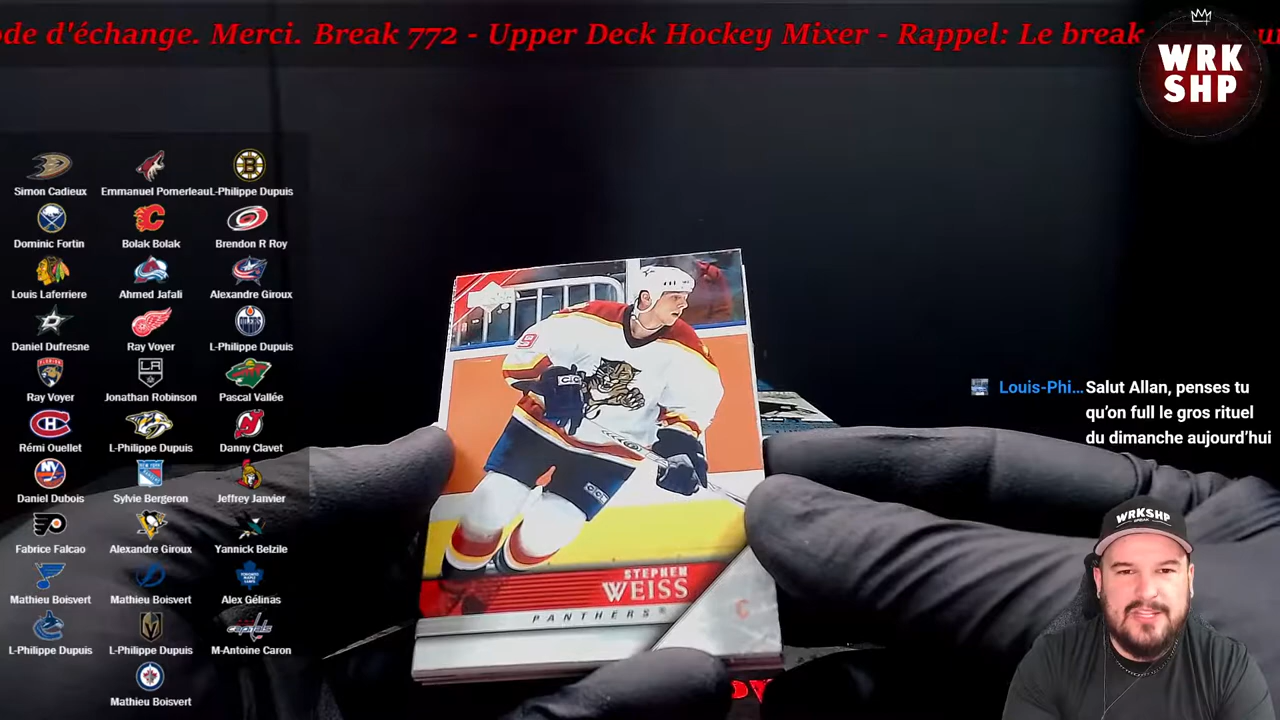 ode d'échange. Merci. Break 772 - Upper Deck Hockey Mixer - Rappel: Le break
WRK
SHP
Simon Cadieux
Emmanuel Pomerleau
L-Philippe Dupuis
Dominic Fortin
Bolak Bolak
Brendon R Roy
Louis Laferriere
Ahmed Jafali
Alexandre Giroux
Daniel Dufresne
Ray Voyer
L-Philippe Dupuis
Ray Voyer
Jonathan Robinson
Pascal Vallée
Rémi Ouellet
L-Philippe Dupuis
Danny Clavet
Daniel Dubois
Sylvie Bergeron
Jeffrey Janvier
Fabrice Falcao
Alexandre Giroux
Yannick Belzile
Mathieu Boisvert
Mathieu Boisvert
Alex Gélinas
L-Philippe Dupuis
L-Philippe Dupuis
M-Antoine Caron
Mathieu Boisvert
9
CCM
CCM
STEPHEN
WEISS
PANTHERS
C
Louis-Phi... Salut Allan, penses tu
qu'on full le gros rituel
du dimanche aujourd'hui
WRKSHP